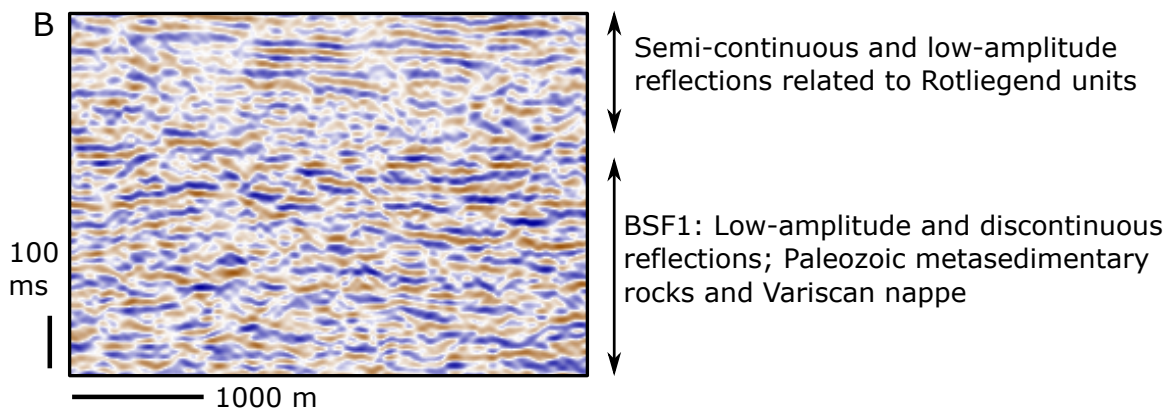 B
Semi-continuous and low-amplitude
reflections related to Rotliegend units
BSF1: Low-amplitude and discontinuous
reflections; Paleozoic metasedimentary
rocks and Variscan nappe
100
ms
1000 m